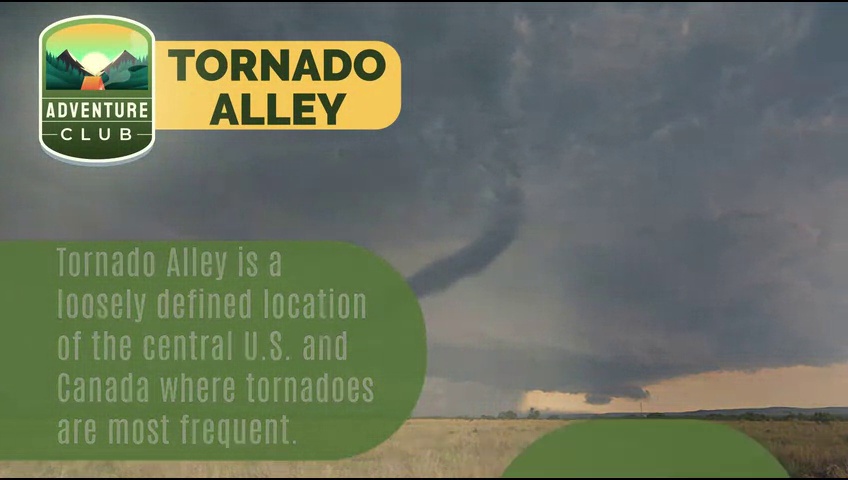 ADVENTURE
CLUB
TORNADO
ALLEY
Tornado Alley is a
loosely defined location
of the central U.S. and
Canada where tornadoes
are most frequent.